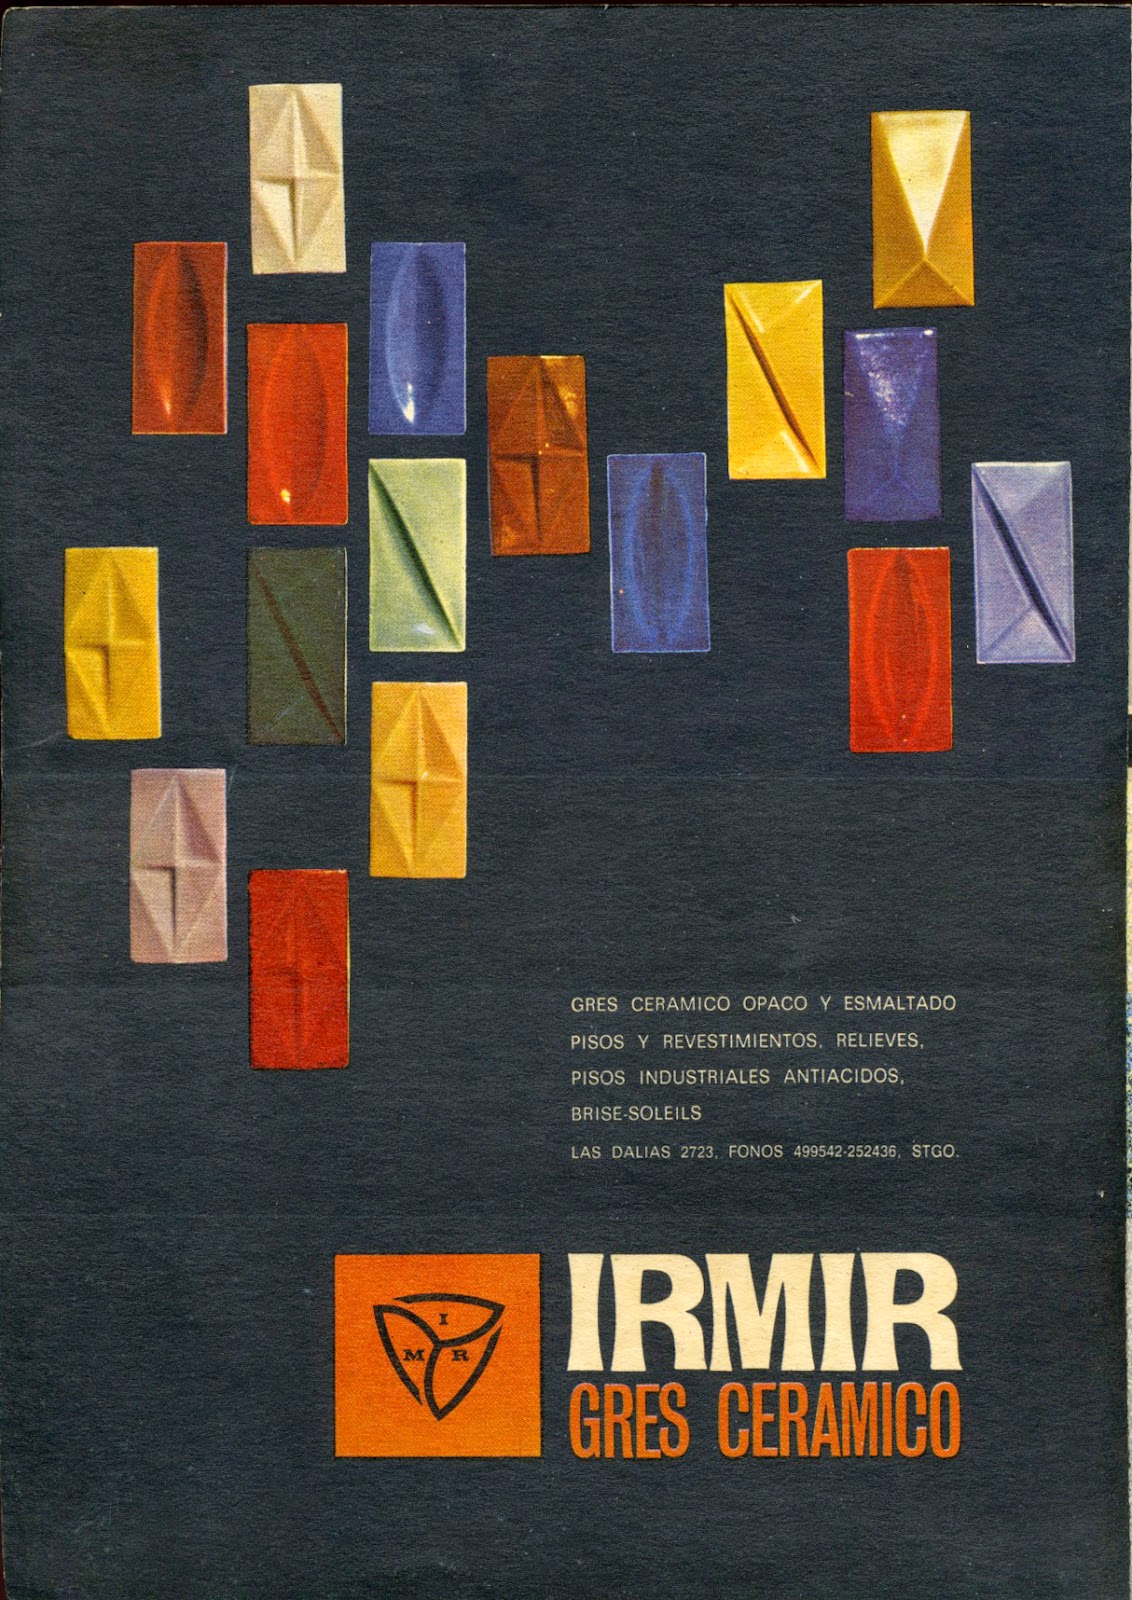 GRES CERAMICO OPACO Y ESMALTADO
PISOS Y REVESTIMIENTOS, RELIEVES,
PISOS INDUSTRIALES ANTIACIDOS,
BRISE-SOLEILS
LAS DALIAS 2723, FONOS 499542-252436, STGO.
I
M R
IRMIR
GRES CERAMICO